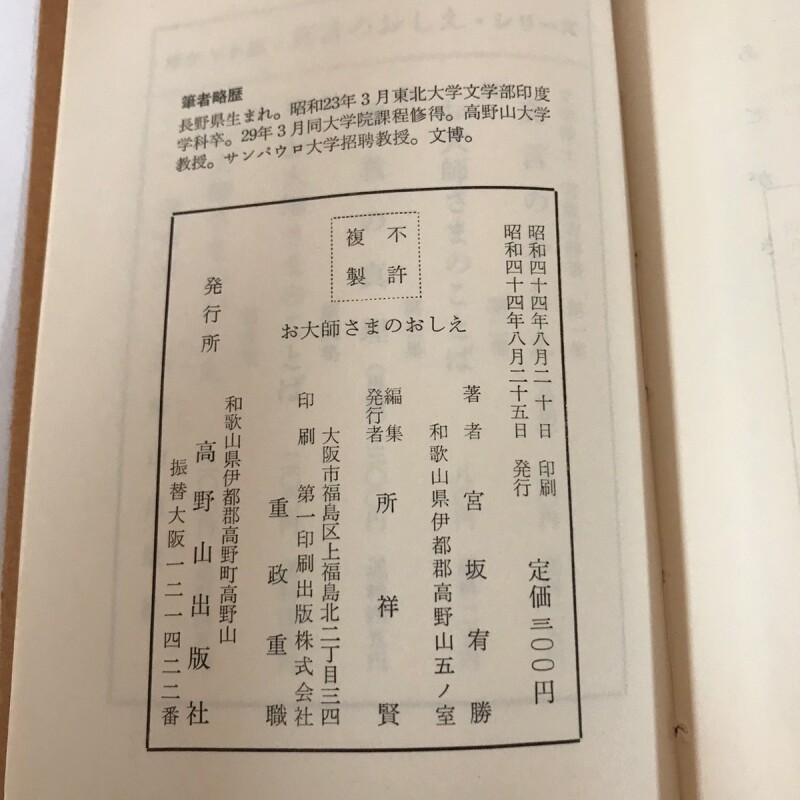 筆者略歴
長野県生まれ。昭和23年3月東北大学文学部印度
学科卒。29年3月同大学院課程修得。高野山大学
教授。サンパウロ大学招聘教授。文博。
昭和四十四年八月二十日 印刷
昭和四十四年八月二十五日 発行
定価 三〇〇円
不許
複製
お大師さまのおしえ
著者 宮坂宥勝
和歌山県伊都郡高野山五ノ室
編集
発行者 所祥賢
大阪市福島区上福島北二丁目三四
印刷 第一印刷出版株式会社
重政重職
発行所
和歌山県伊都郡高野町高野山
高野山出版社
振替大阪一二一四二二番